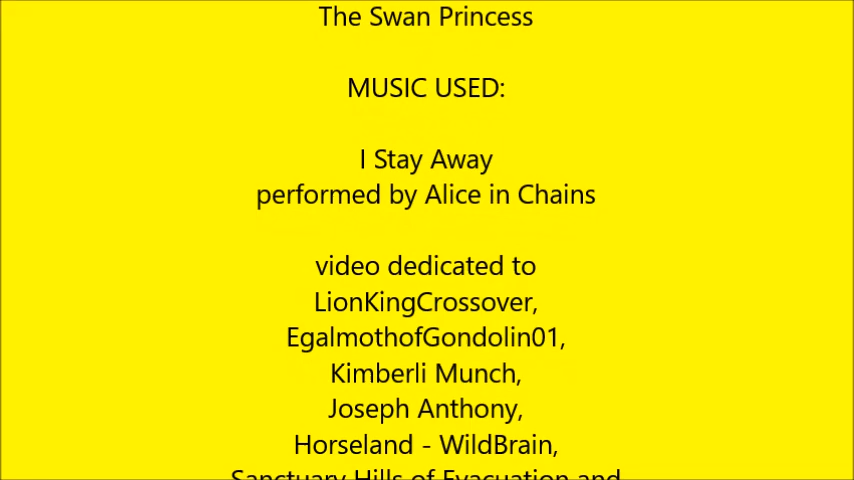 The Swan Princess
MUSIC USED:
I Stay Away
performed by Alice in Chains
video dedicated to
LionKingCrossover,
EgalmothofGondolin01,
Kimberli Munch,
Joseph Anthony,
Horseland - WildBrain,
Sanctuary Hills of Evacuation and